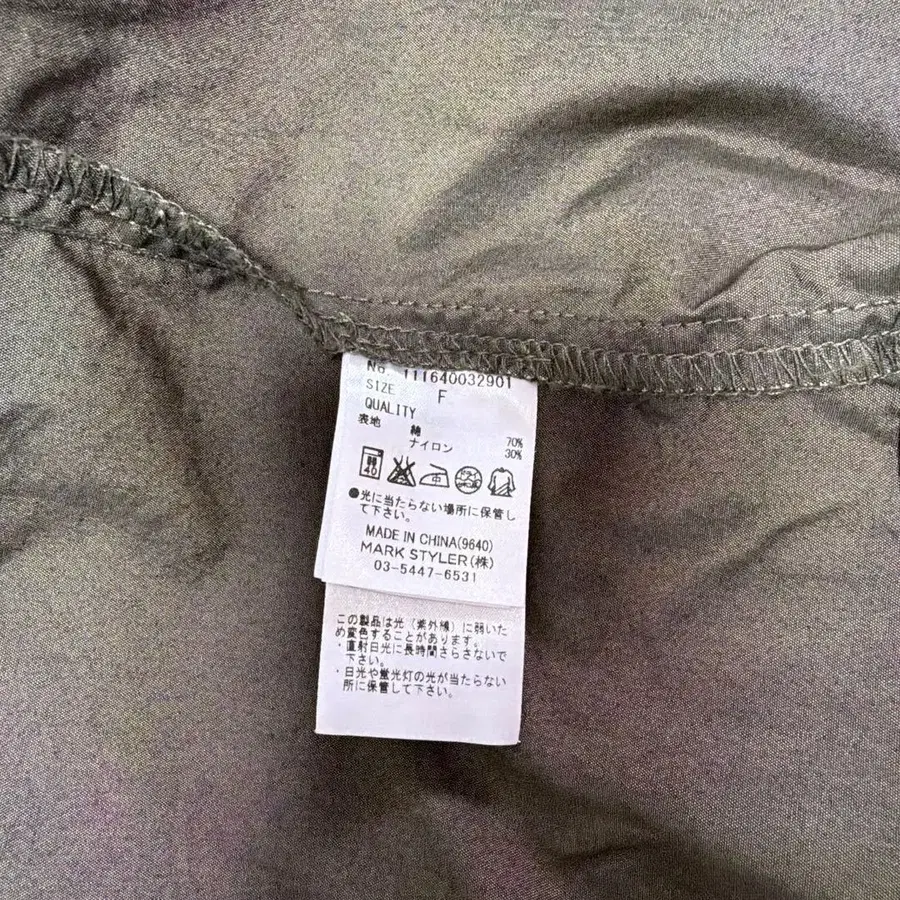 No. 111640032901
SIZE F
QUALITY
表地 綿 70%
ナイロン 30%
弱 40 中
●光に当たらない場所に保管し
て下さい。
MADE IN CHINA(9640)
MARK STYLER(株)
03-5447-6531
この製品は光(紫外線)に弱いた
め変色することがあります。
・直射日光に長時間さらさないで
下さい。
・日光や蛍光灯の光が当たらない
所に保管して下さい。